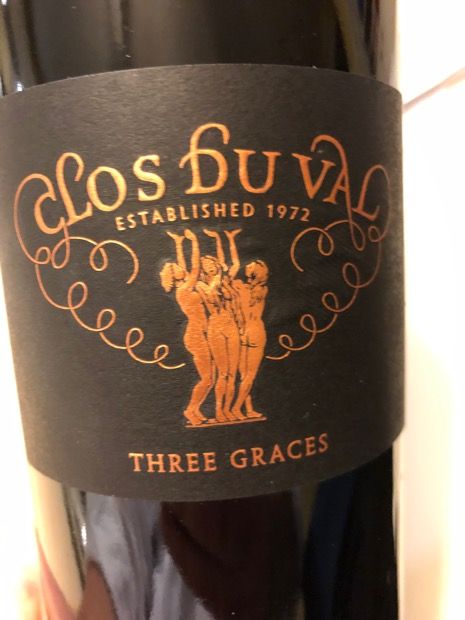 CLOS DU VAL
ESTABLISHED 1972
THREE GRACES